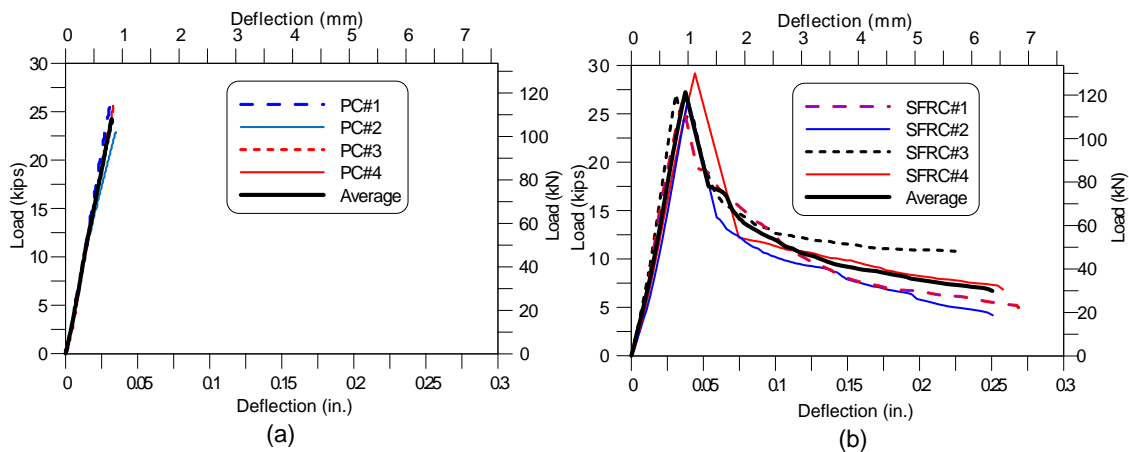 Deflection (mm)
0 1 2 3 4 5 6 7
30
25
20
15
10
5
0
Load (kips)
PC#1
PC#2
PC#3
PC#4
Average
120
100
80
60
40
20
0
Load (kN)
0 0.05 0.1 0.15 0.2 0.25 0.3
Deflection (in.)
(a)
Deflection (mm)
0 1 2 3 4 5 6 7
30
25
20
15
10
5
0
Load (kips)
SFRC#1
SFRC#2
SFRC#3
SFRC#4
Average
120
100
80
60
40
20
0
Load (kN)
0 0.05 0.1 0.15 0.2 0.25 0.3
Deflection (in.)
(b)